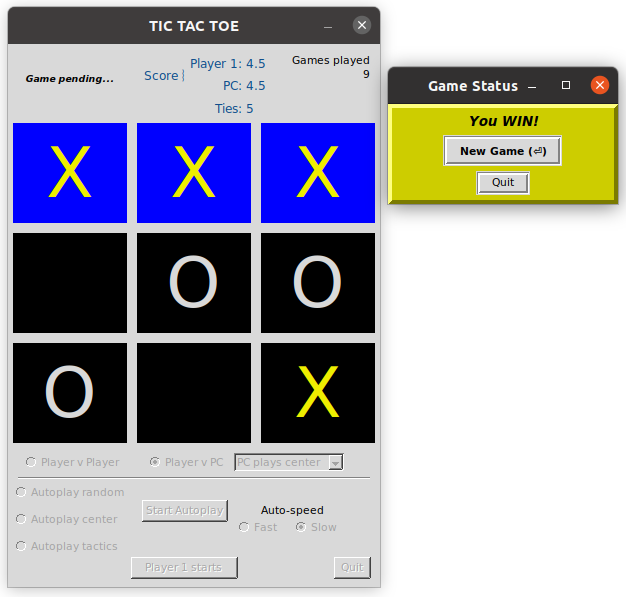 TIC TAC TOE
Game pending...
Score
Player 1: 4.5
PC: 4.5
Ties: 5
Games played
9
X X X
O O
O X
Player v Player
Player v PC
PC plays center
Autoplay random
Autoplay center
Autoplay tactics
Start Autoplay
Auto-speed
Fast
Slow
Player 1 starts
Quit
Game Status
You WIN!
New Game (⏎)
Quit